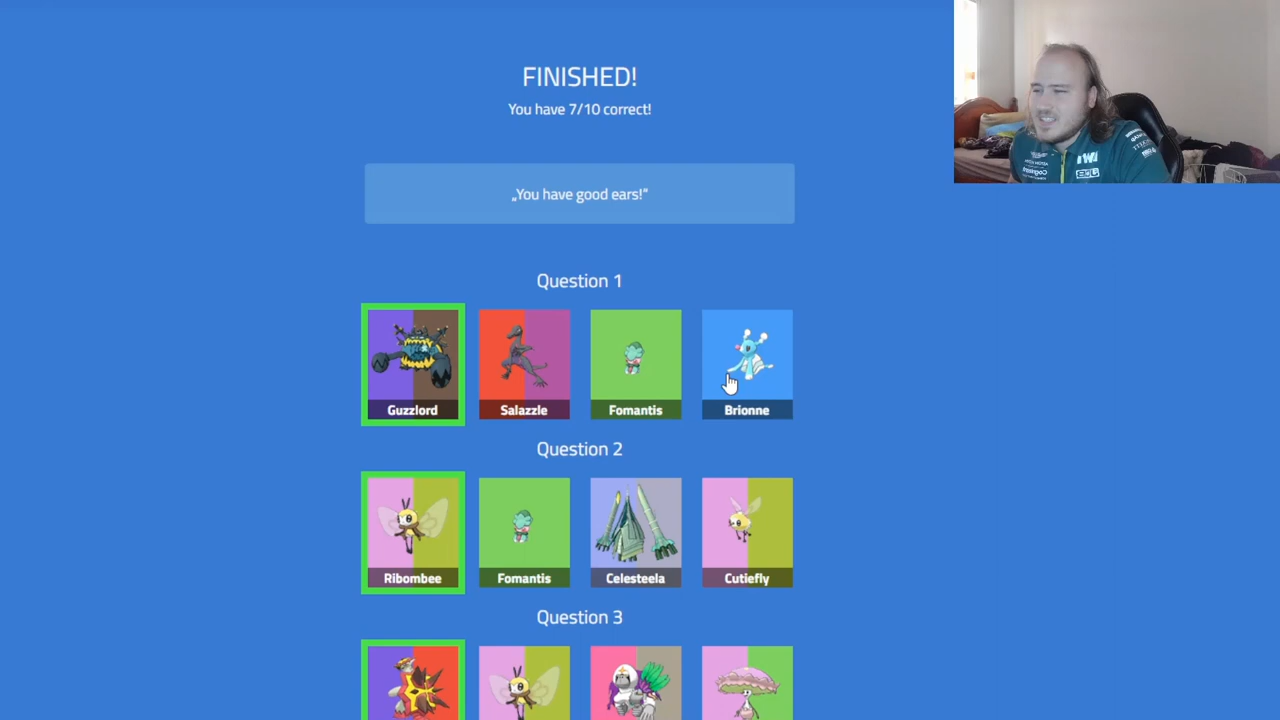 FINISHED!
You have 7/10 correct!
„You have good ears!“
Question 1
Guzzlord
Salazzle
Fomantis
Brionne
Question 2
Ribombee
Fomantis
Celesteela
Cutiefly
Question 3